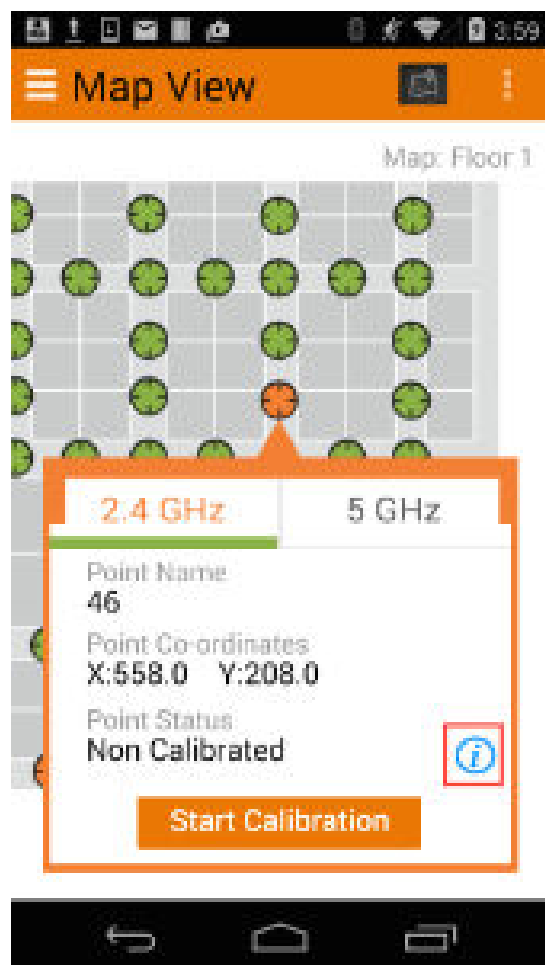 3:59
Map View
Map: Floor 1
2.4 GHz
5 GHz
Point Name
46
Point Co-ordinates
X:558.0 Y:208.0
Point Status
Non Calibrated
i
Start Calibration